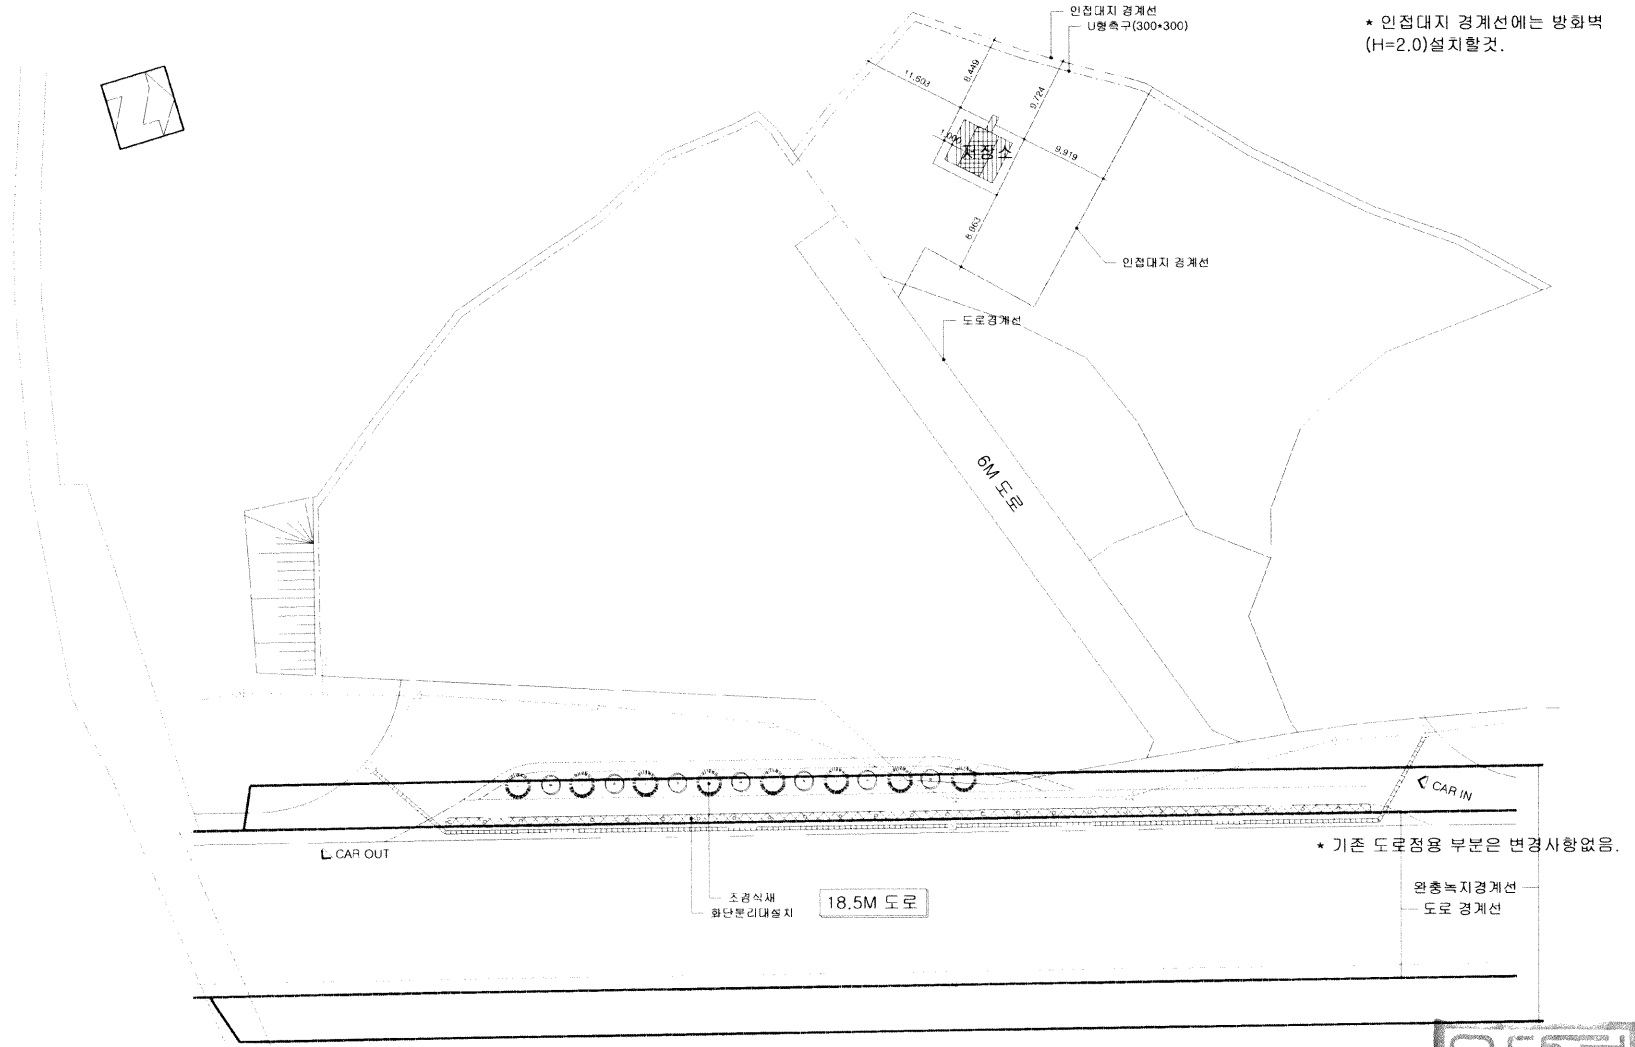 인접대지 경계선
U형측구(300*300)
* 인접대지 경계선에는 방화벽
(H=2.0)설치할것.
11.603
8.449
9.724
1.000
저장소
9.919
8.963
인접대지 경계선
도로경계선
6M 도로
CAR IN
CAR OUT
* 기존 도로점용 부분은 변경사항없음.
조경식재
화단분리대설치
18.5M 도로
완충녹지경계선
도로 경계선